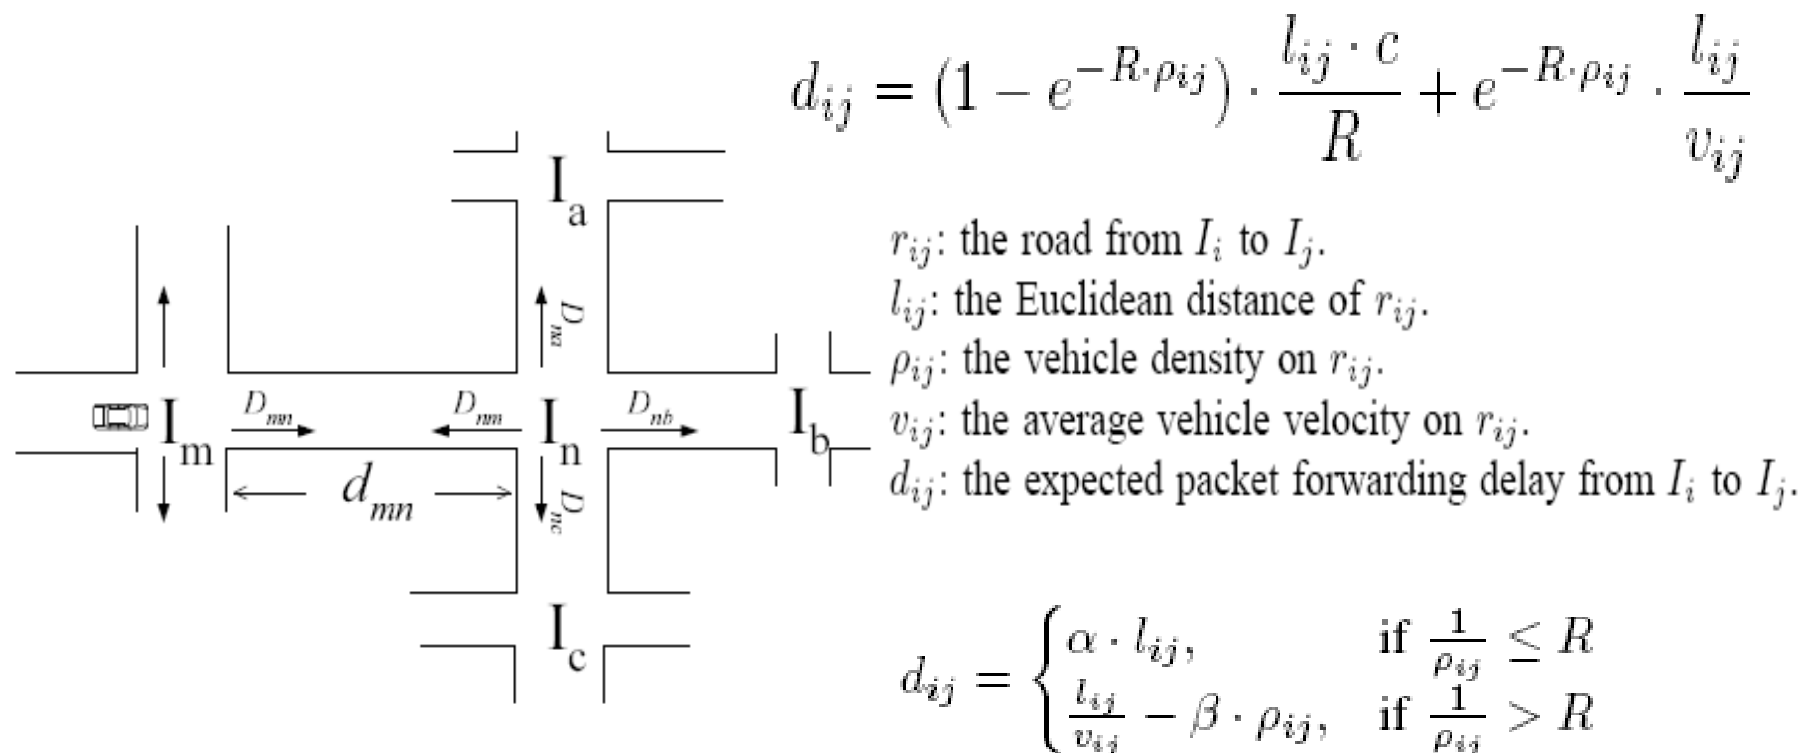 d_{ij} = (1 − e^{−R·ρ_{ij}}) · \frac{l_{ij} · c}{R} + e^{−R·ρ_{ij}} · \frac{l_{ij}}{v_{ij}}
I_a
D_{na}
r_{ij}: the road from I_i to I_j.
l_{ij}: the Euclidean distance of r_{ij}.
ρ_{ij}: the vehicle density on r_{ij}.
v_{ij}: the average vehicle velocity on r_{ij}.
d_{ij}: the expected packet forwarding delay from I_i to I_j.
I_m D_{mn} D_{nm} I_n D_{nb} I_b
d_{mn}
D_{nc}
I_c
d_{ij} = { α · l_{ij}, if \frac{1}{ρ_{ij}} ≤ R
\frac{l_{ij}}{v_{ij}} − β · ρ_{ij}, if \frac{1}{ρ_{ij}} > R